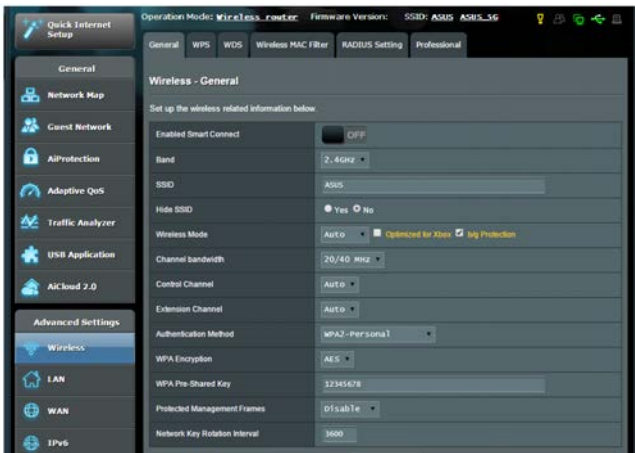 Quick Internet
Setup
Operation Mode: Wireless router Firmware Version: SSID: ASUS ASUS_5G
General WPS WDS Wireless MAC Filter RADIUS Setting Professional
General
Network Map
Guest Network
AiProtection
Adaptive QoS
Traffic Analyzer
USB Application
AiCloud 2.0
Advanced Settings
Wireless
LAN
WAN
IPv6
Wireless - General
Set up the wireless related information below.
Enabled Smart Connect OFF
Band 2.4GHz
SSID ASUS
Hide SSID Yes No
Wireless Mode Auto Optimized for Xbox b/g Protection
Channel bandwidth 20/40 MHz
Control Channel Auto
Extension Channel Auto
Authentication Method WPA2-Personal
WPA Encryption AES
WPA Pre-Shared Key 12345678
Protected Management Frames Disable
Network Key Rotation Interval 3600